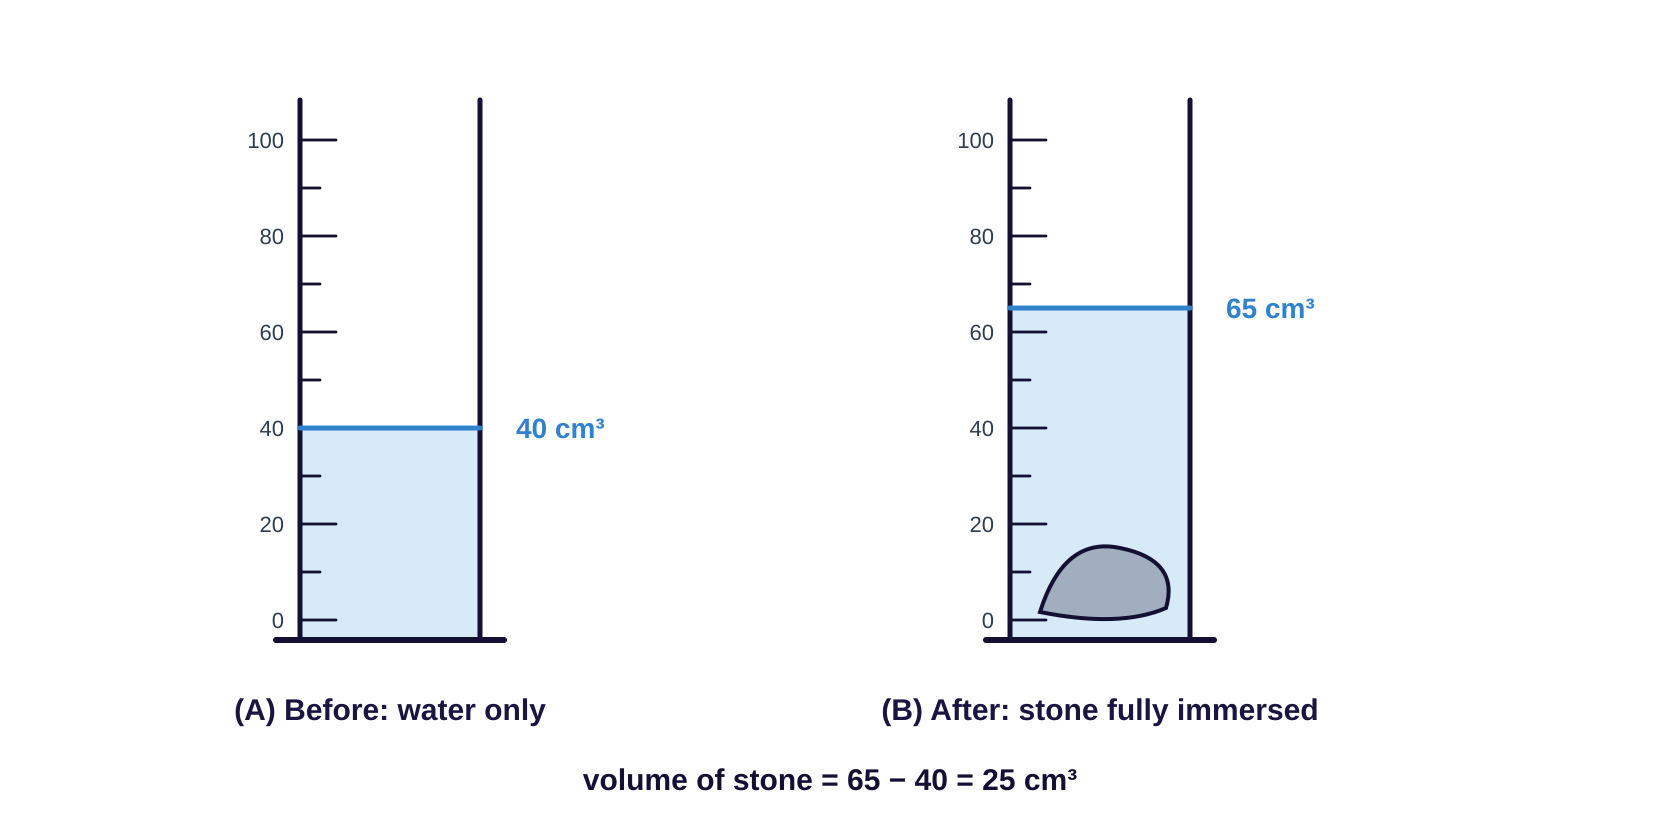 100
80
60
40
20
0
40 cm³
(A) Before: water only
100
80
60
40
20
0
65 cm³
(B) After: stone fully immersed
volume of stone = 65 − 40 = 25 cm³